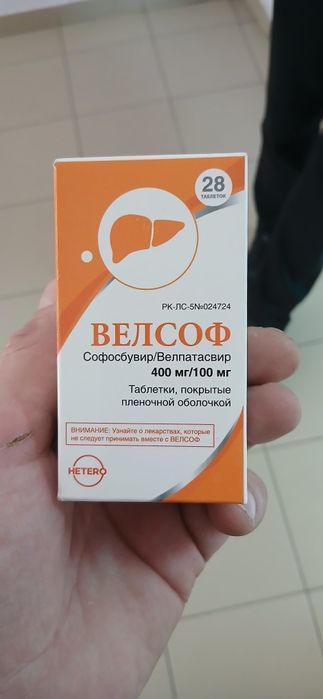 28
ТАБЛЕТОК
РК-ЛС-5№024724
ВЕЛСОФ
Софосбувир/Велпатасвир
400 мг/100 мг
Таблетки, покрытые
пленочной оболочкой
ВНИМАНИЕ: Узнайте о лекарствах, которые
не следует принимать вместе с ВЕЛСОФ
HETERO